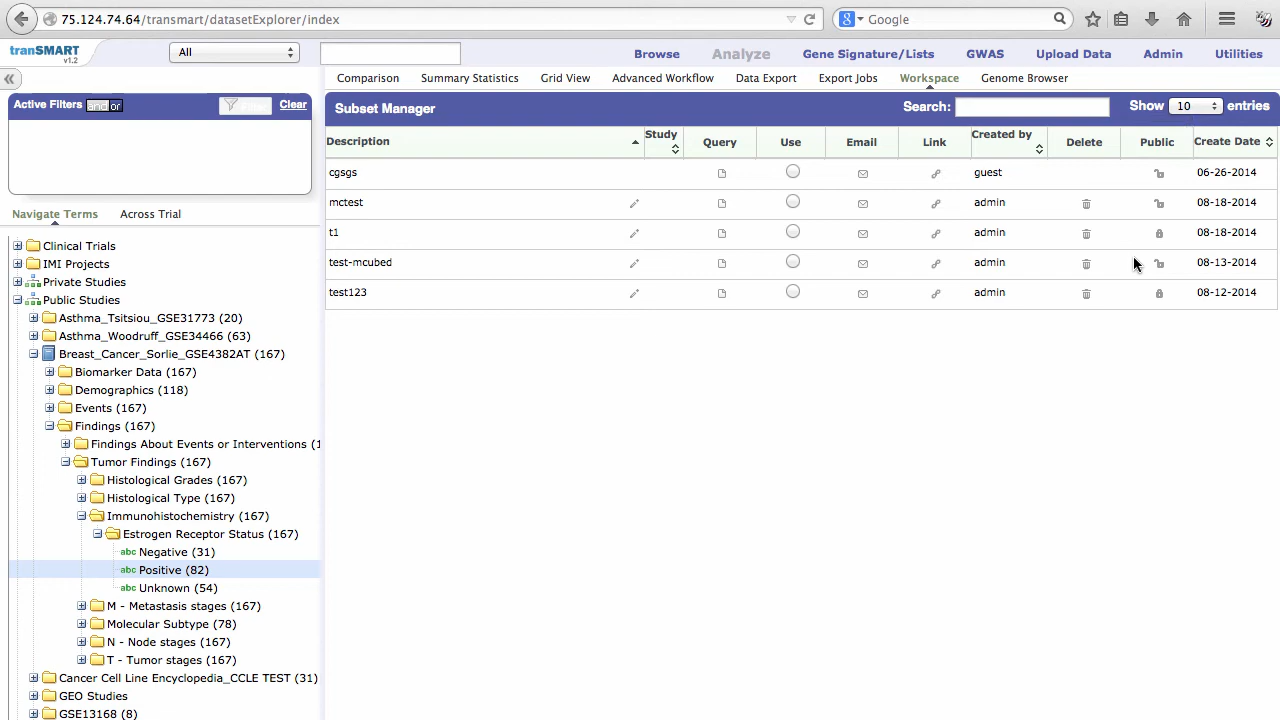 75.124.74.64/transmart/datasetExplorer/index
Google
tranSMART
v1.2
All
Browse Analyze Gene Signature/Lists GWAS Upload Data Admin Utilities
Comparison Summary Statistics Grid View Advanced Workflow Data Export Export Jobs Workspace Genome Browser
Active Filters and or Clear
Subset Manager Search: Show 10 entries
Description Study Query Use Email Link Created by Delete Public Create Date
cgsgs guest 06-26-2014
mctest admin 08-18-2014
t1 admin 08-18-2014
test-mcubed admin 08-13-2014
test123 admin 08-12-2014
Navigate Terms Across Trial
Clinical Trials
IMI Projects
Private Studies
Public Studies
Asthma_Tsitsiou_GSE31773 (20)
Asthma_Woodruff_GSE34466 (63)
Breast_Cancer_Sorlie_GSE4382AT (167)
Biomarker Data (167)
Demographics (118)
Events (167)
Findings (167)
Findings About Events or Interventions (1
Tumor Findings (167)
Histological Grades (167)
Histological Type (167)
Immunohistochemistry (167)
Estrogen Receptor Status (167)
abc Negative (31)
abc Positive (82)
abc Unknown (54)
M - Metastasis stages (167)
Molecular Subtype (78)
N - Node stages (167)
T - Tumor stages (167)
Cancer Cell Line Encyclopedia_CCLE TEST (31)
GEO Studies
GSE13168 (8)